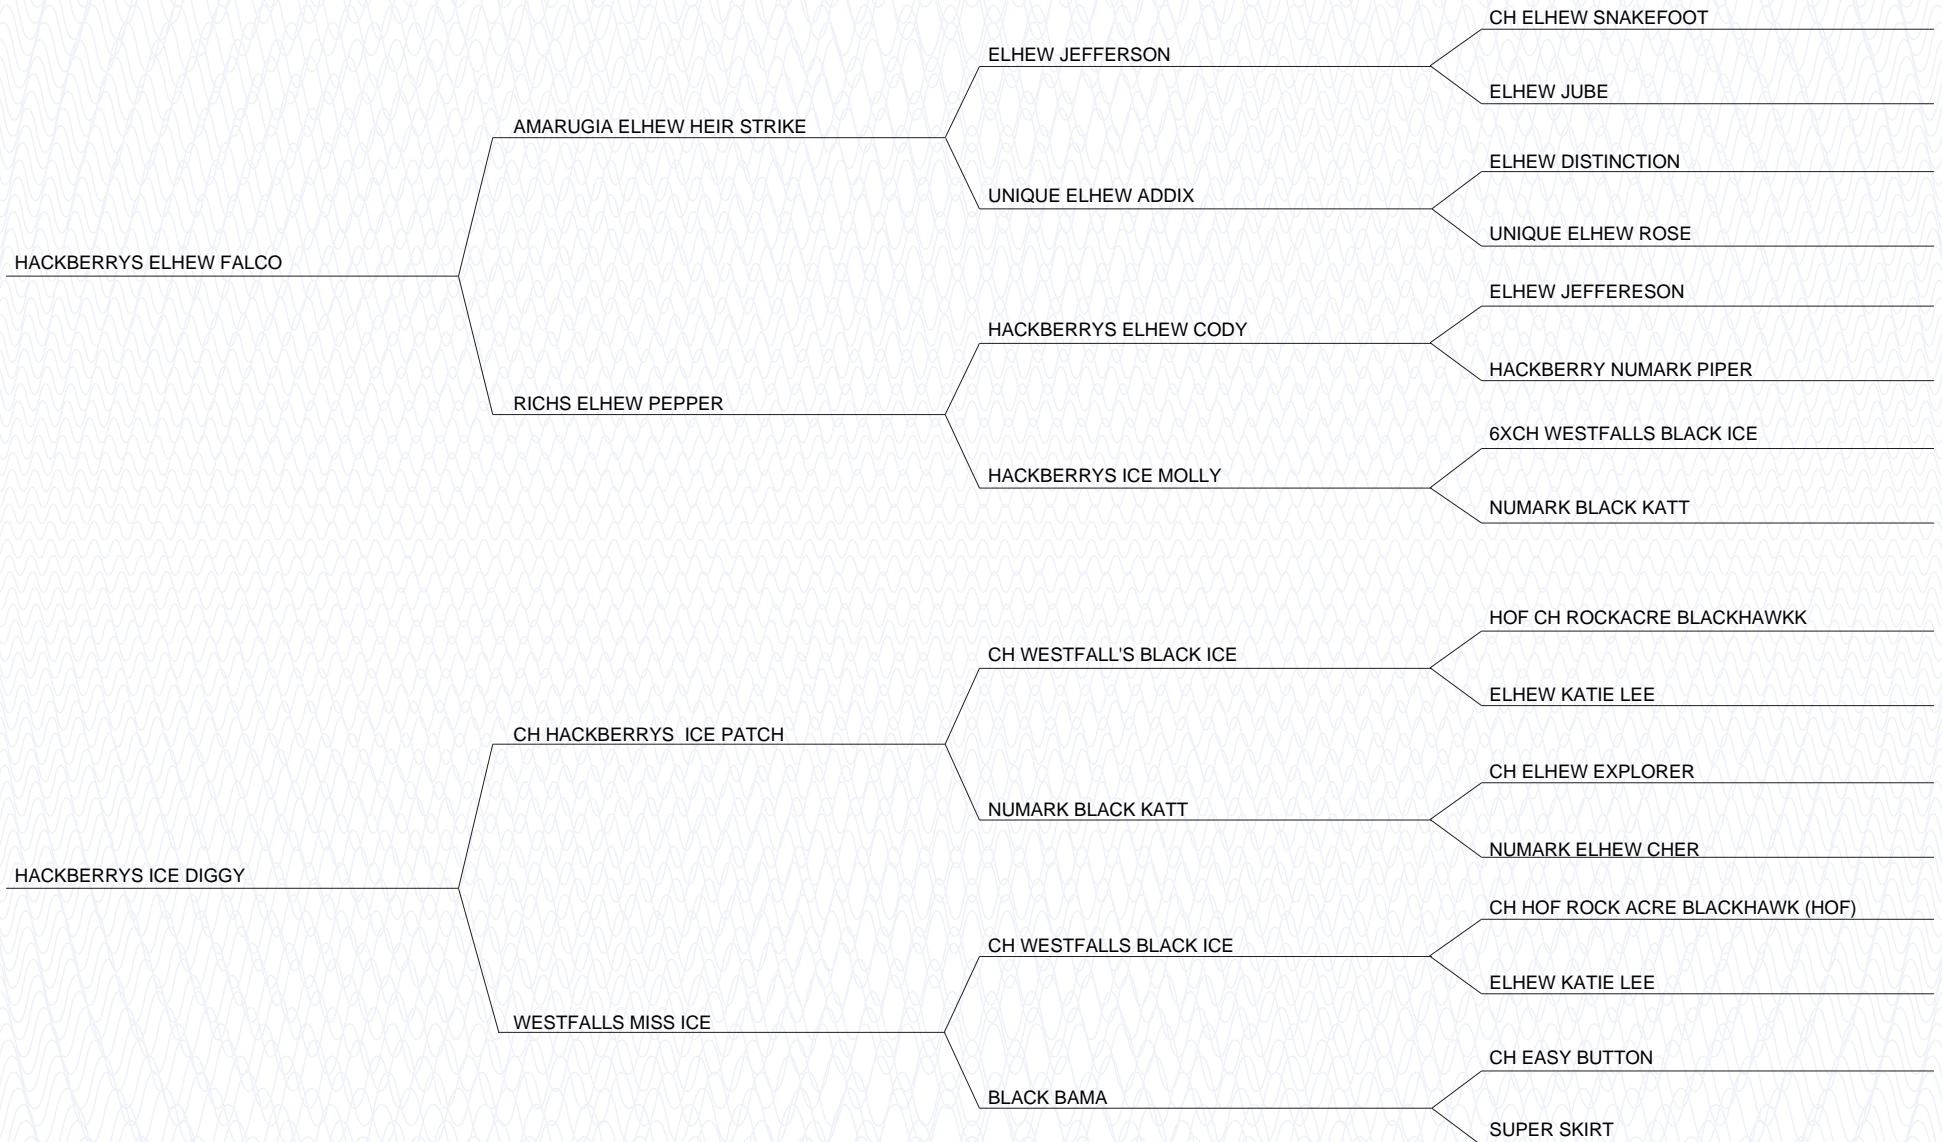 CH ELHEW SNAKEFOOT
ELHEW JEFFERSON
ELHEW JUBE
AMARUGIA ELHEW HEIR STRIKE
ELHEW DISTINCTION
UNIQUE ELHEW ADDIX
UNIQUE ELHEW ROSE
HACKBERRYS ELHEW FALCO
ELHEW JEFFERESON
HACKBERRYS ELHEW CODY
HACKBERRY NUMARK PIPER
RICHS ELHEW PEPPER
6XCH WESTFALLS BLACK ICE
HACKBERRYS ICE MOLLY
NUMARK BLACK KATT
HOF CH ROCKACRE BLACKHAWKK
CH WESTFALL'S BLACK ICE
ELHEW KATIE LEE
CH HACKBERRYS  ICE PATCH
CH ELHEW EXPLORER
NUMARK BLACK KATT
NUMARK ELHEW CHER
HACKBERRYS ICE DIGGY
CH HOF ROCK ACRE BLACKHAWK (HOF)
CH WESTFALLS BLACK ICE
ELHEW KATIE LEE
WESTFALLS MISS ICE
CH EASY BUTTON
BLACK BAMA
SUPER SKIRT